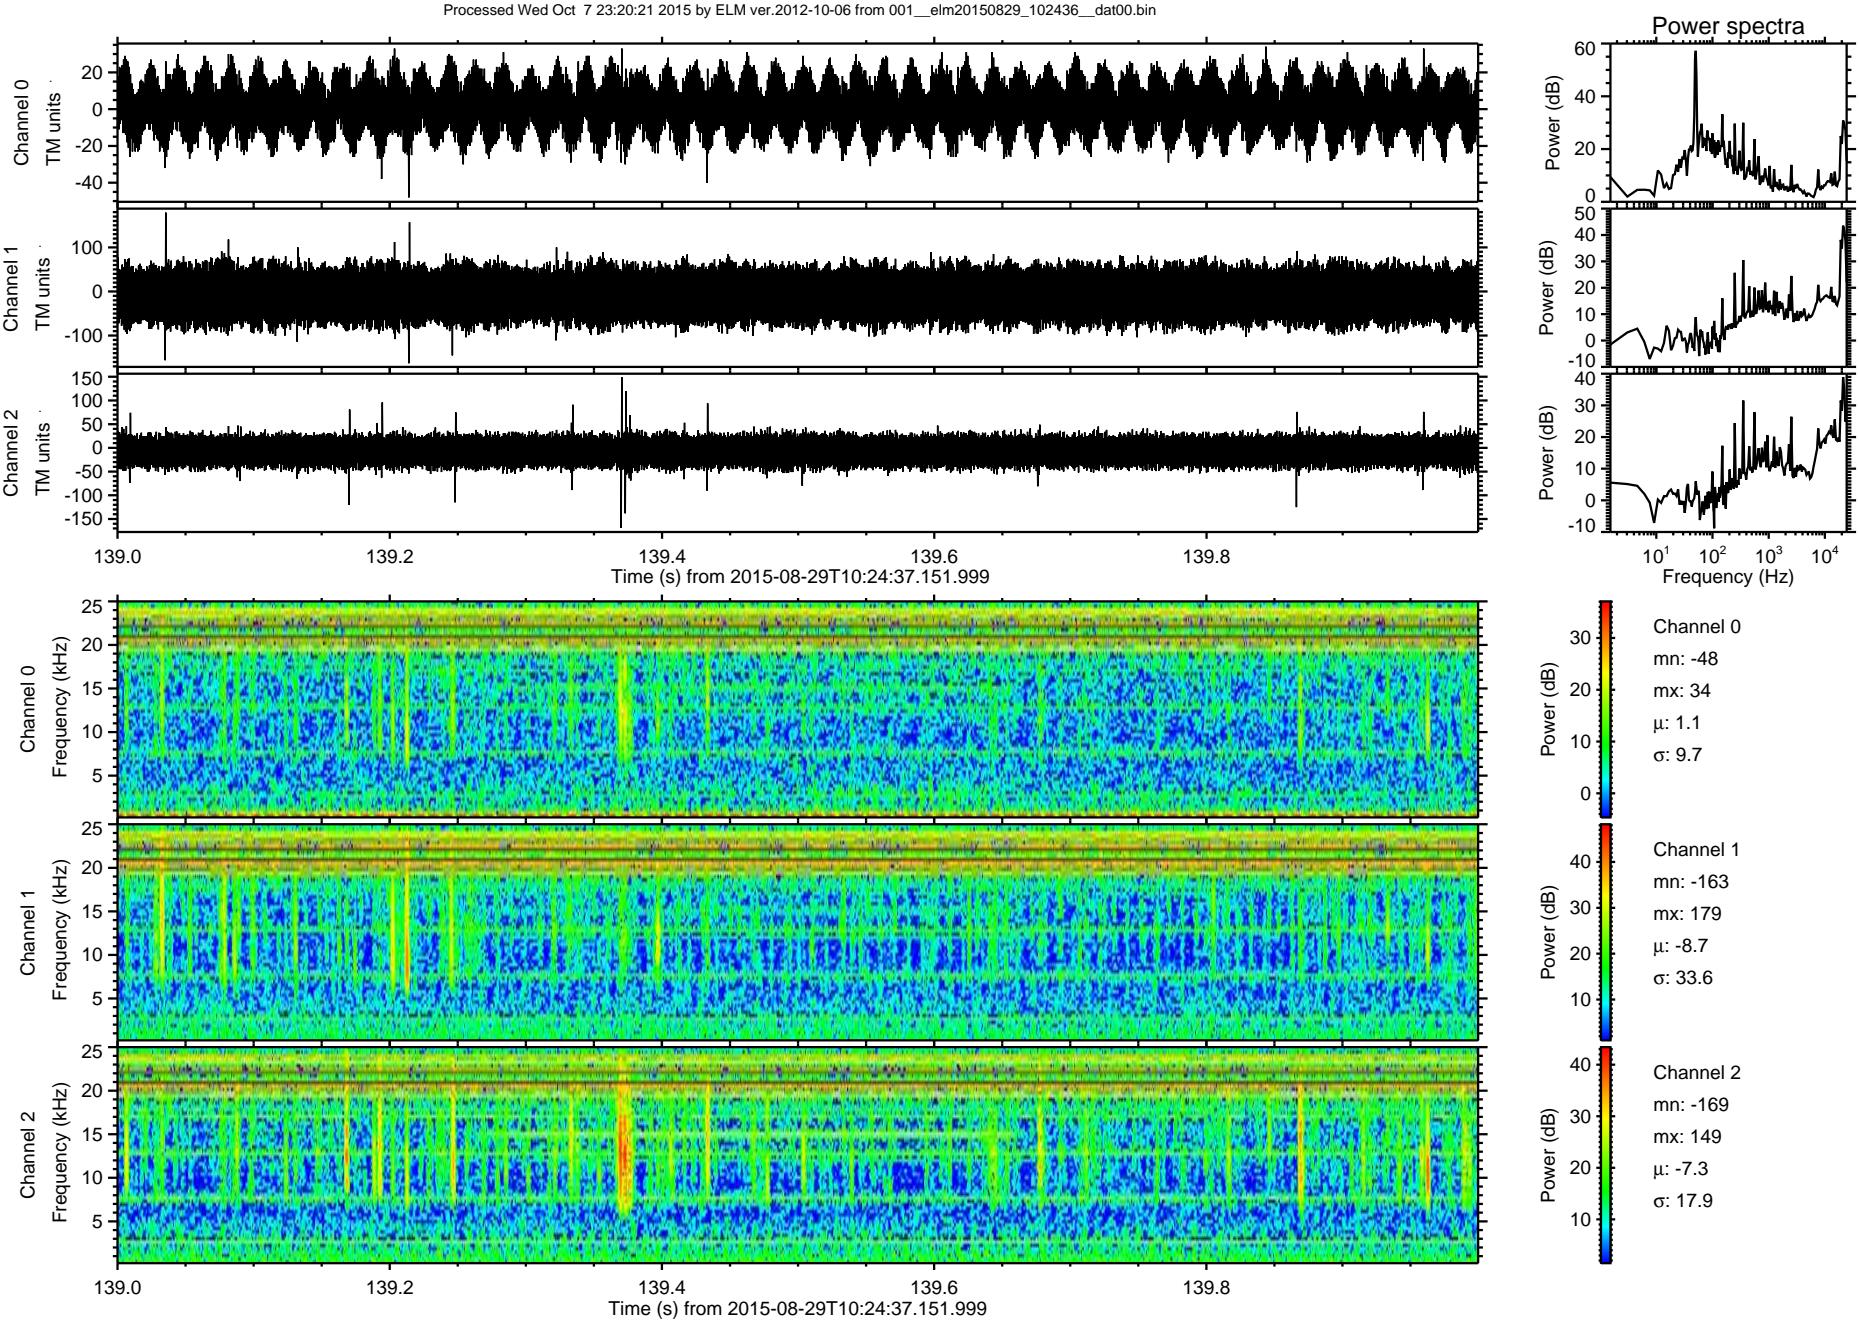 Processed Wed Oct  7 23:20:21 2015 by ELM ver.2012-10-06 from 001__elm20150829_102436__dat00.bin
Power spectra
Channel 0
TM units
20
0
-20
-40
Power (dB)
60
40
20
0
Channel 1
TM units
100
0
-100
Power (dB)
50
40
30
20
10
0
-10
Channel 2
TM units
150
100
50
0
-50
-100
-150
Power (dB)
40
30
20
10
0
-10
139.0 139.2 139.4 139.6 139.8
Time (s) from 2015-08-29T10:24:37.151.999
10^1 10^2 10^3 10^4
Frequency (Hz)
Channel 0
Frequency (kHz)
25
20
15
10
5
Power (dB)
30
20
10
0
Channel 0
mn: -48
mx: 34
μ: 1.1
σ: 9.7
Channel 1
Frequency (kHz)
25
20
15
10
5
Power (dB)
40
30
20
10
Channel 1
mn: -163
mx: 179
μ: -8.7
σ: 33.6
Channel 2
Frequency (kHz)
25
20
15
10
5
Power (dB)
40
30
20
10
Channel 2
mn: -169
mx: 149
μ: -7.3
σ: 17.9
139.0 139.2 139.4 139.6 139.8
Time (s) from 2015-08-29T10:24:37.151.999